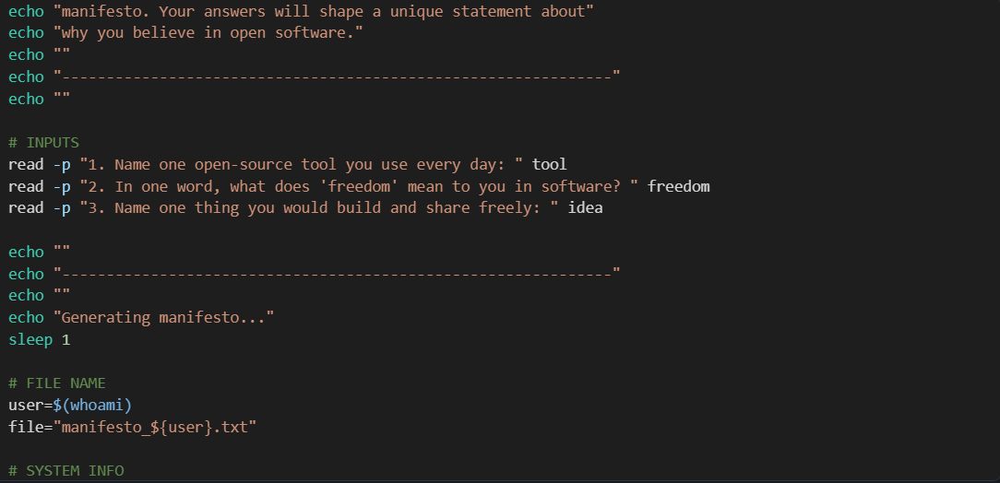 echo "manifesto. Your answers will shape a unique statement about"
echo "why you believe in open software."
echo ""
echo "--------------------------------------------------------------"
echo ""
# INPUTS
read -p "1. Name one open-source tool you use every day: " tool
read -p "2. In one word, what does 'freedom' mean to you in software? " freedom
read -p "3. Name one thing you would build and share freely: " idea
echo ""
echo "--------------------------------------------------------------"
echo ""
echo "Generating manifesto..."
sleep 1
# FILE NAME
user=$(whoami)
file="manifesto_${user}.txt"
# SYSTEM INFO